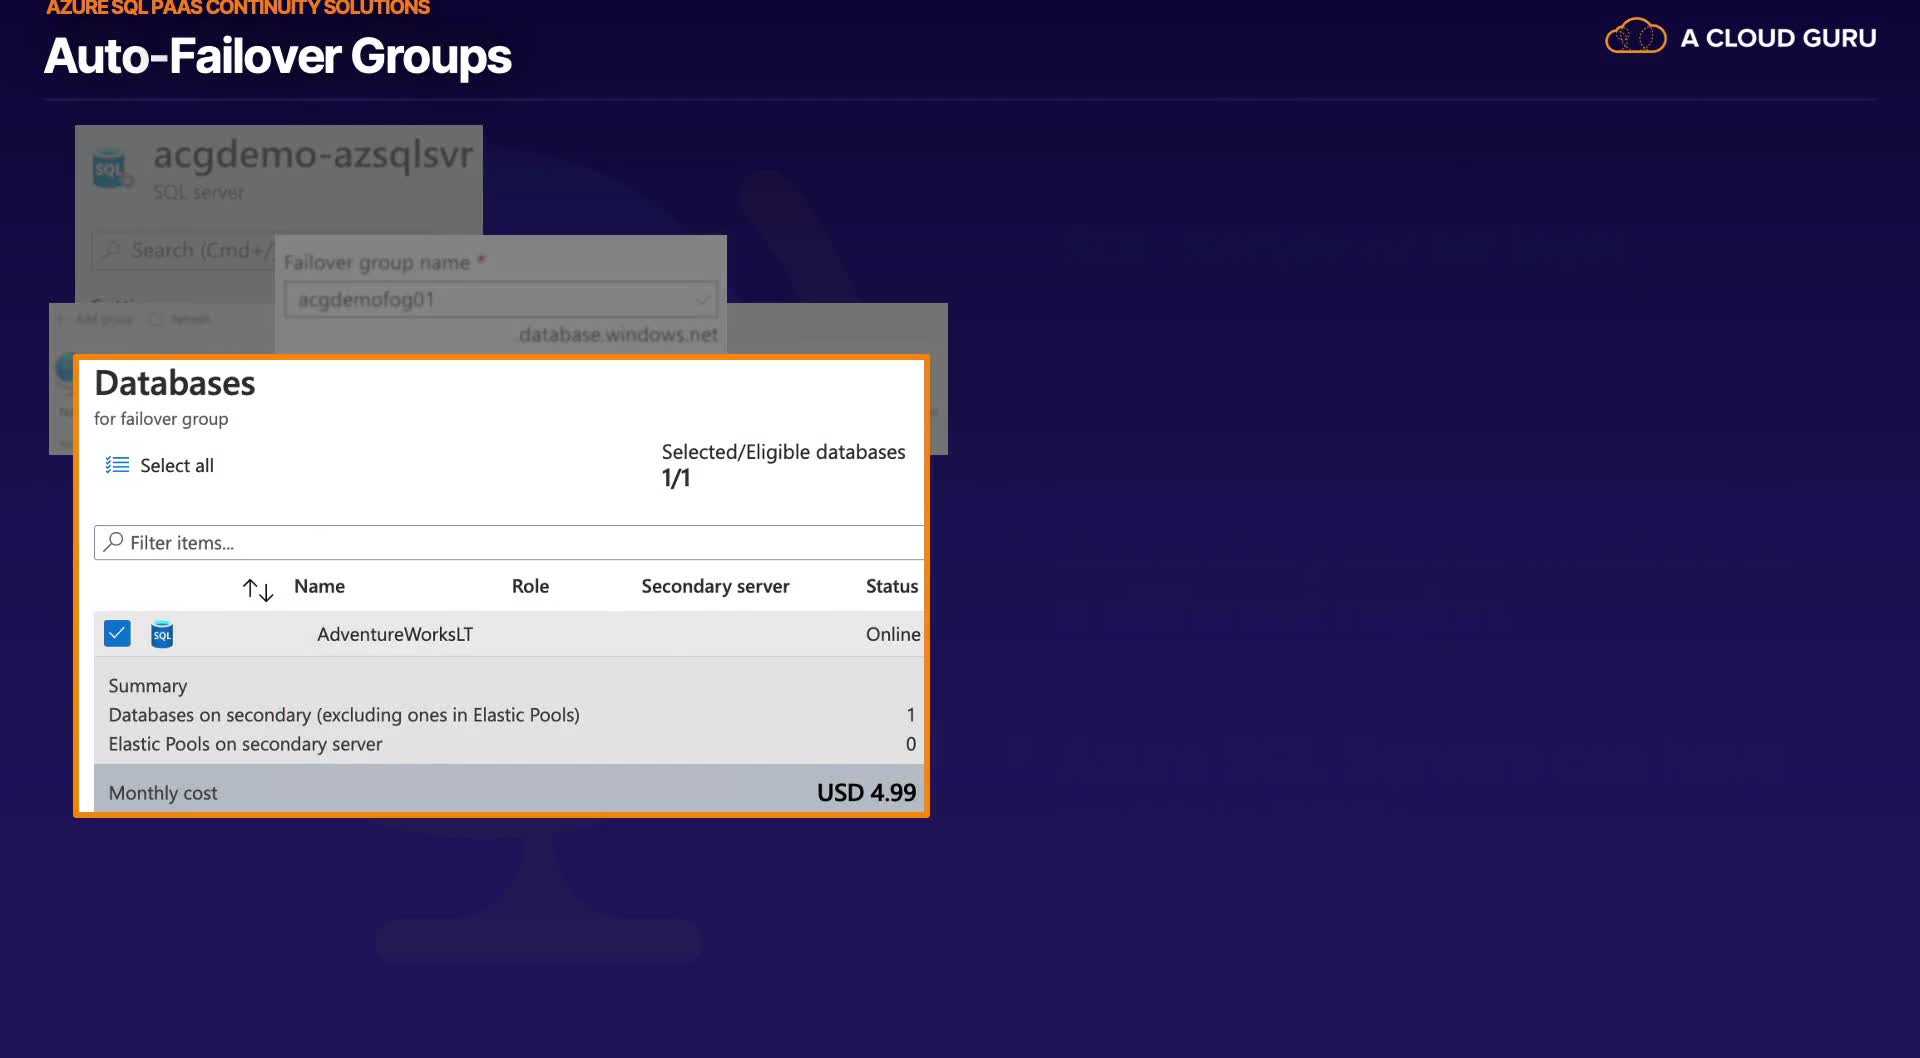 AZURE SQL PAAS CONTINUITY SOLUTIONS
Auto-Failover Groups
A CLOUD GURU
acgdemo-azsqlsvr
SQL
SQL server
Search (Cmd+/
Failover group name *
acgdemofog01
.database.windows.net
Add group Refresh
Databases
for failover group
Select all
Selected/Eligible databases
1/1
Filter items...
Name Role Secondary server Status
SQL AdventureWorksLT Online
Summary
Databases on secondary (excluding ones in Elastic Pools) 1
Elastic Pools on secondary server 0
Monthly cost USD 4.99